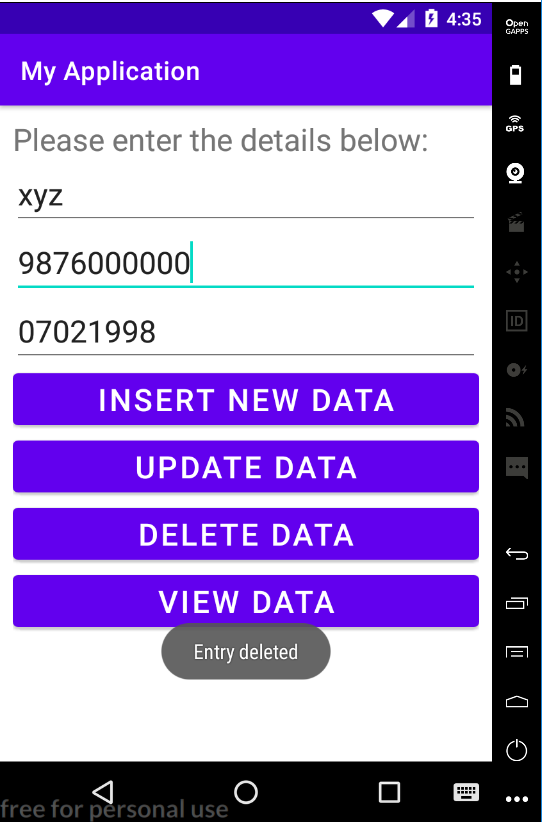 4:35
Open
GAPPS
My Application
GPS
Please enter the details below:
xyz
9876000000
07021998
ID
INSERT NEW DATA
UPDATE DATA
DELETE DATA
VIEW DATA
Entry deleted
free for personal use